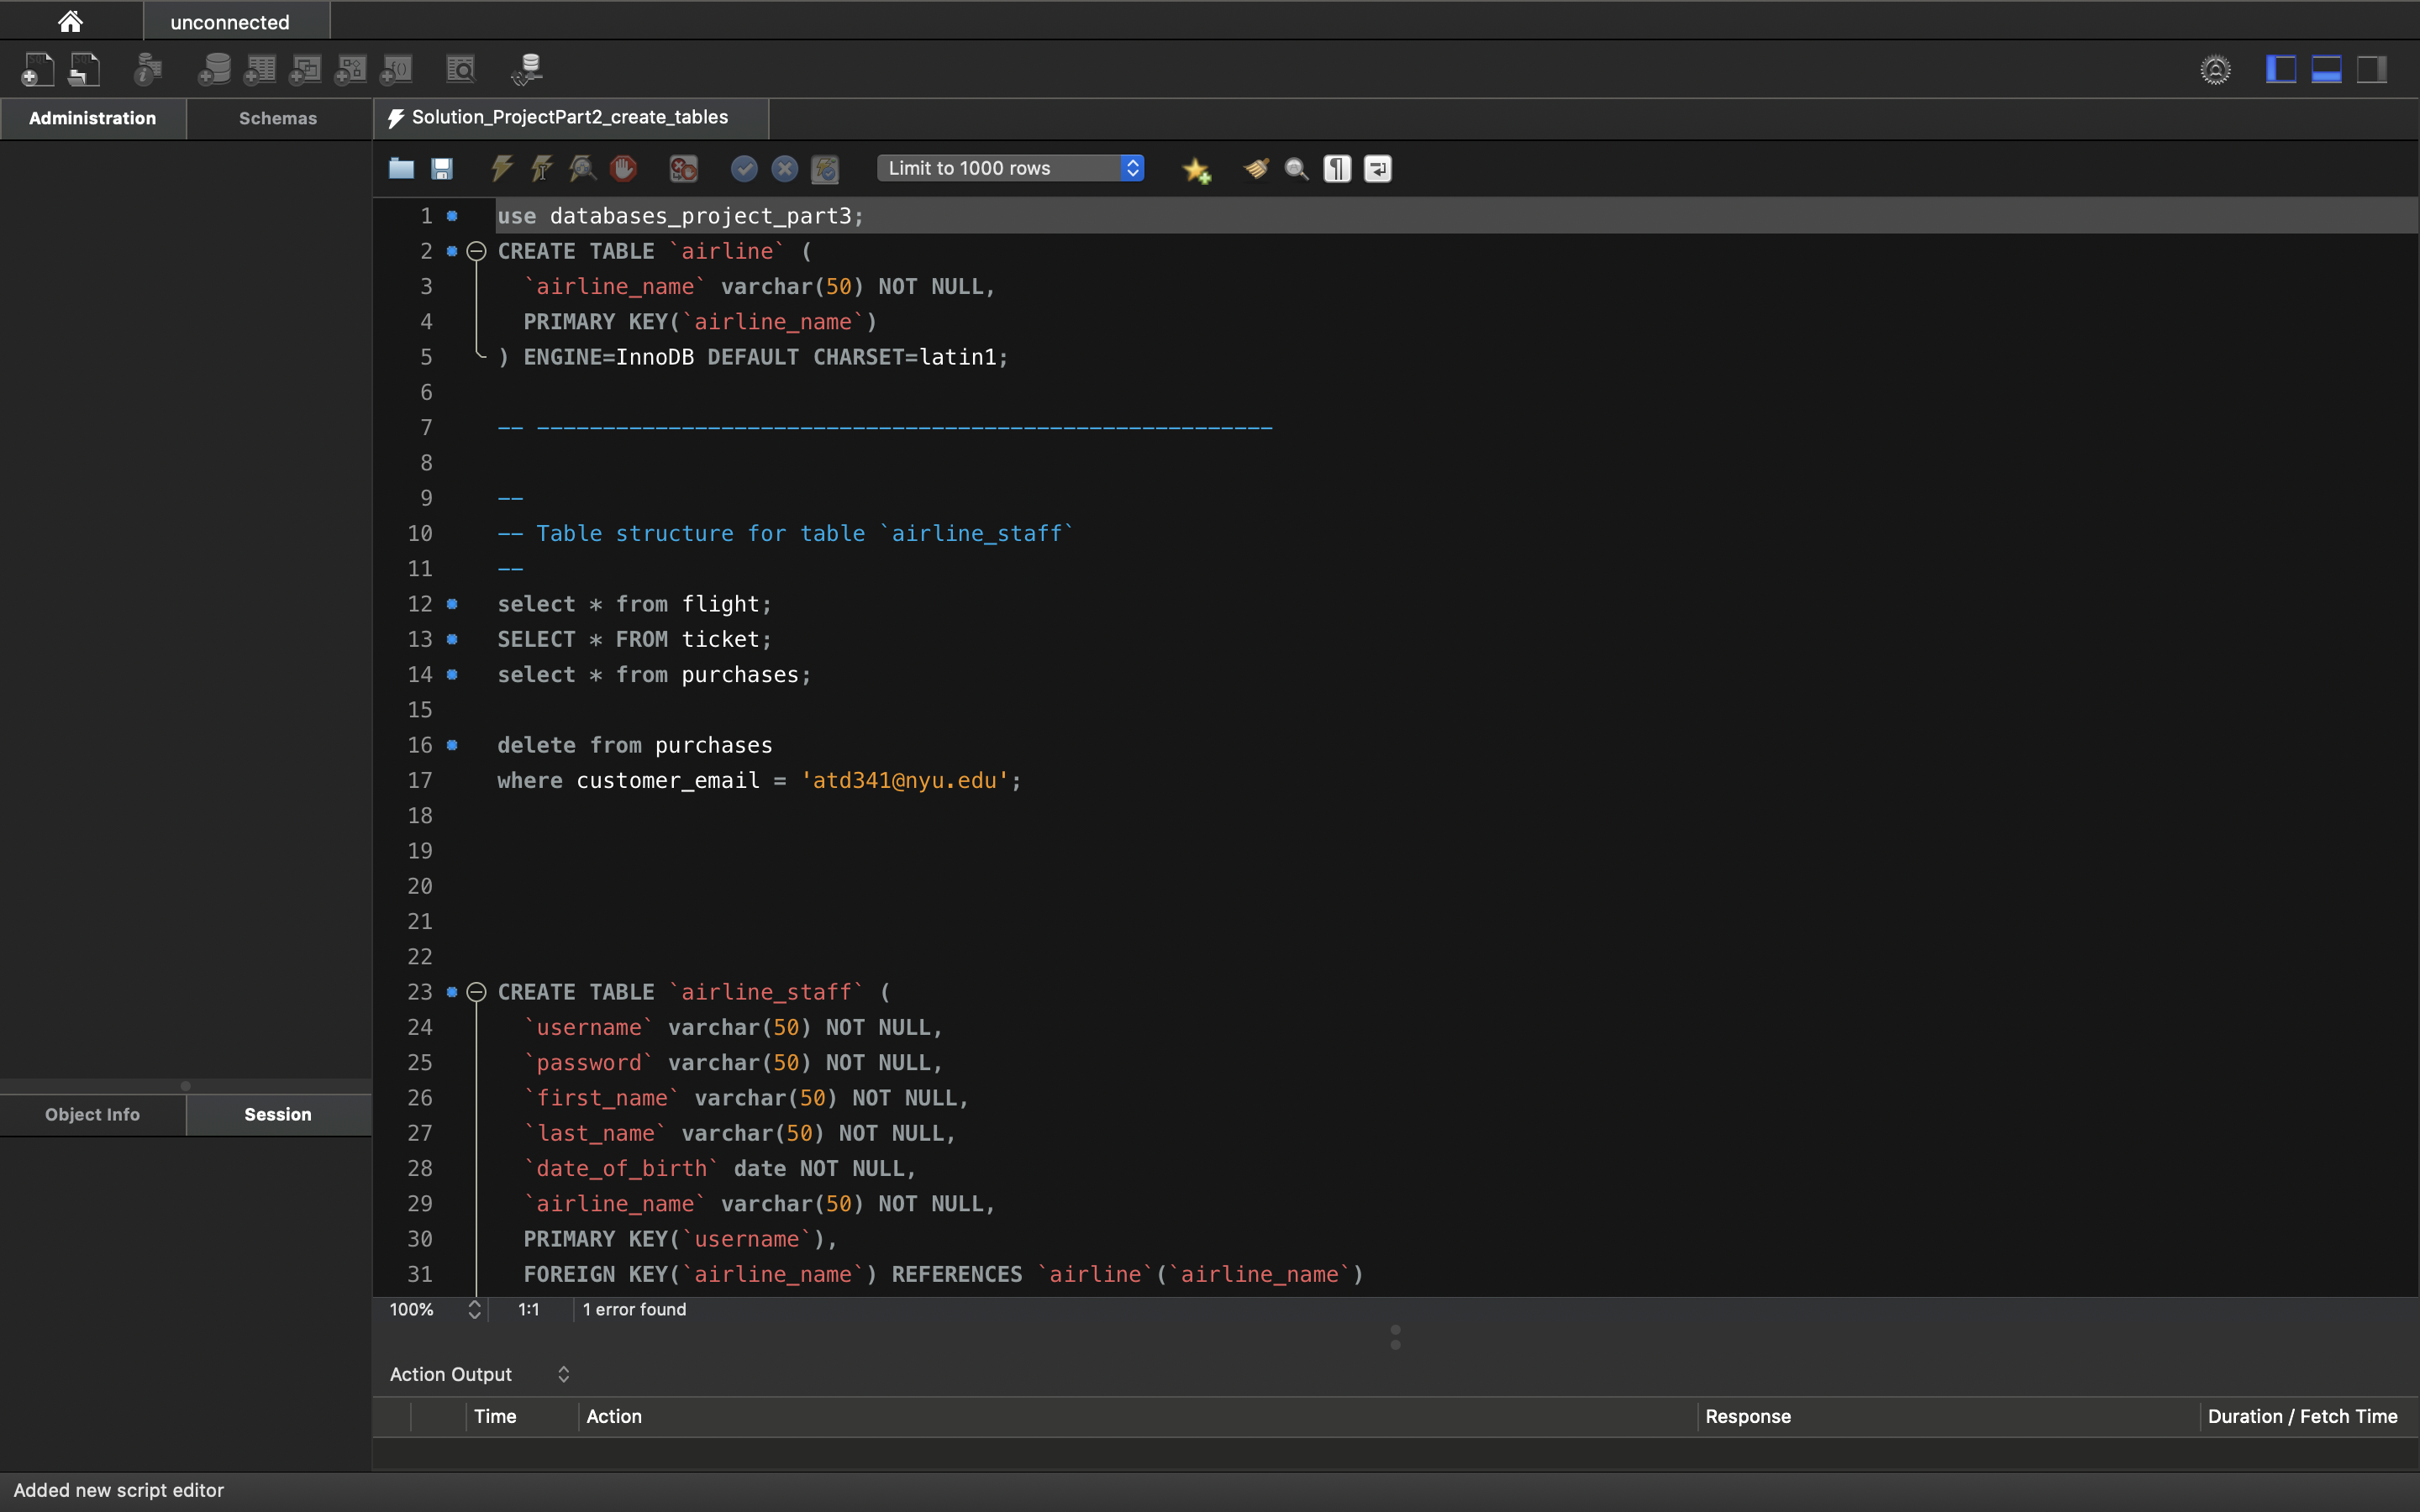 unconnected
Administration
Schemas
Solution_ProjectPart2_create_tables
Limit to 1000 rows
1 use databases_project_part3;
2 CREATE TABLE `airline` (
3 `airline_name` varchar(50) NOT NULL,
4 PRIMARY KEY(`airline_name`)
5 ) ENGINE=InnoDB DEFAULT CHARSET=latin1;
6
7 -- --------------------------------------------------------
8
9 --
10 -- Table structure for table `airline_staff`
11 --
12 select * from flight;
13 SELECT * FROM ticket;
14 select * from purchases;
15
16 delete from purchases
17 where customer_email = 'atd341@nyu.edu';
18
19
20
21
22
23 CREATE TABLE `airline_staff` (
24 `username` varchar(50) NOT NULL,
25 `password` varchar(50) NOT NULL,
26 `first_name` varchar(50) NOT NULL,
27 `last_name` varchar(50) NOT NULL,
28 `date_of_birth` date NOT NULL,
29 `airline_name` varchar(50) NOT NULL,
30 PRIMARY KEY(`username`),
31 FOREIGN KEY(`airline_name`) REFERENCES `airline`(`airline_name`)
Object Info
Session
100% 1:1 1 error found
Action Output
Time Action Response Duration / Fetch Time
Added new script editor